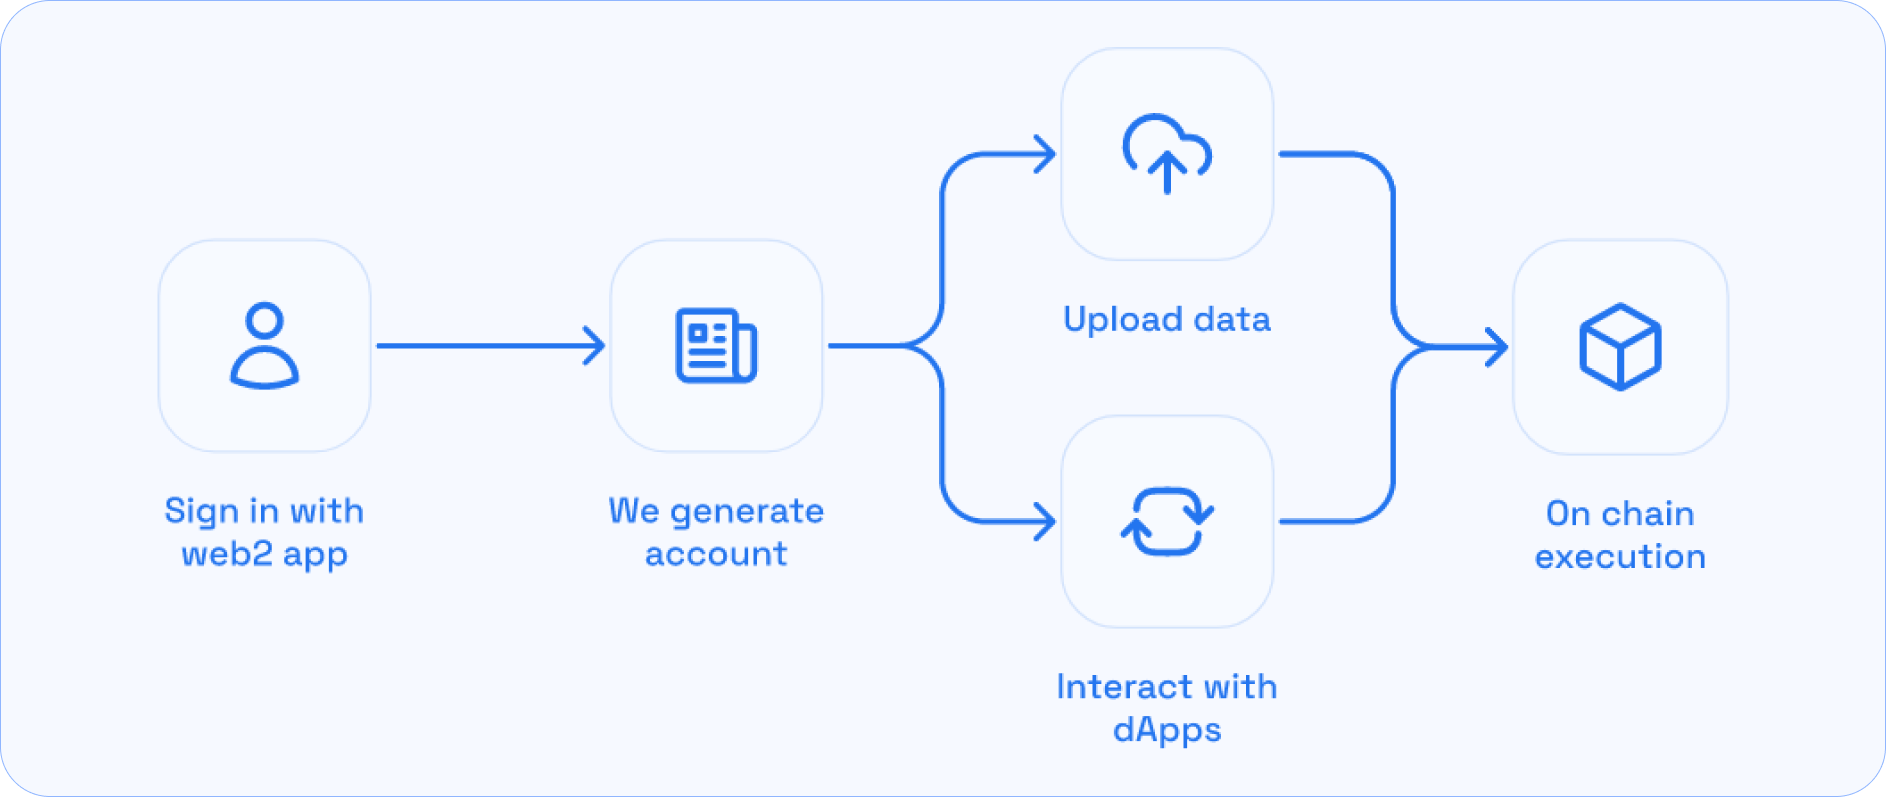 Sign in with
web2 app
We generate
account
Upload data
Interact with
dApps
On chain
execution